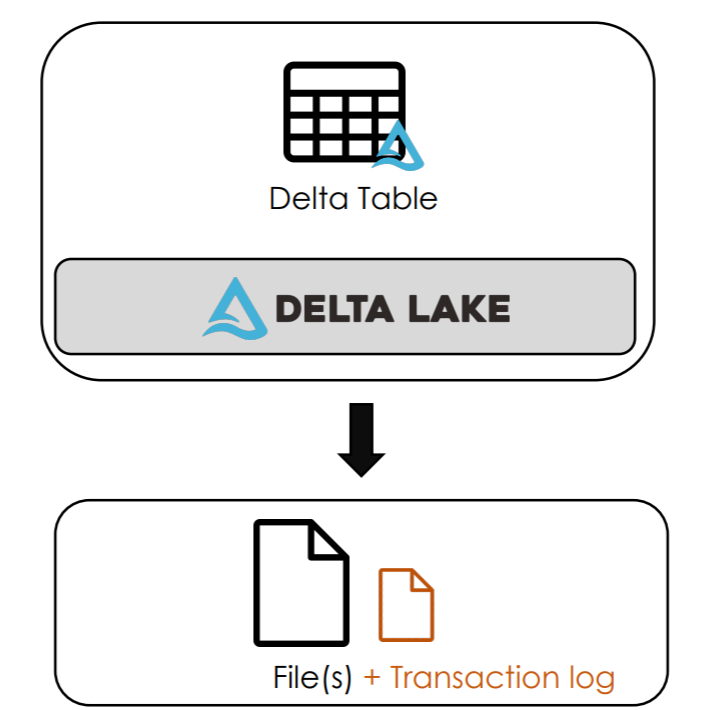 Delta Table
DELTA LAKE
File(s) + Transaction log